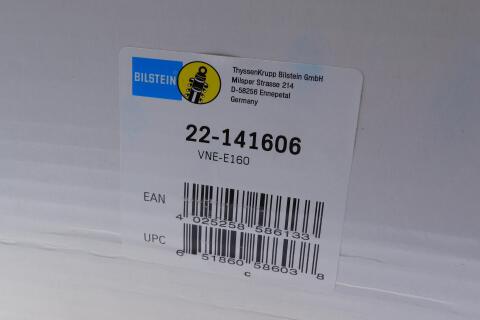 BILSTEIN
ThyssenKrupp Bilstein GmbH
Milsper Strasse 214
D-58256 Ennepetal
Germany
22-141606
VNE-E160
EAN
4 025258 586133
UPC
6 51860 58603 8
c